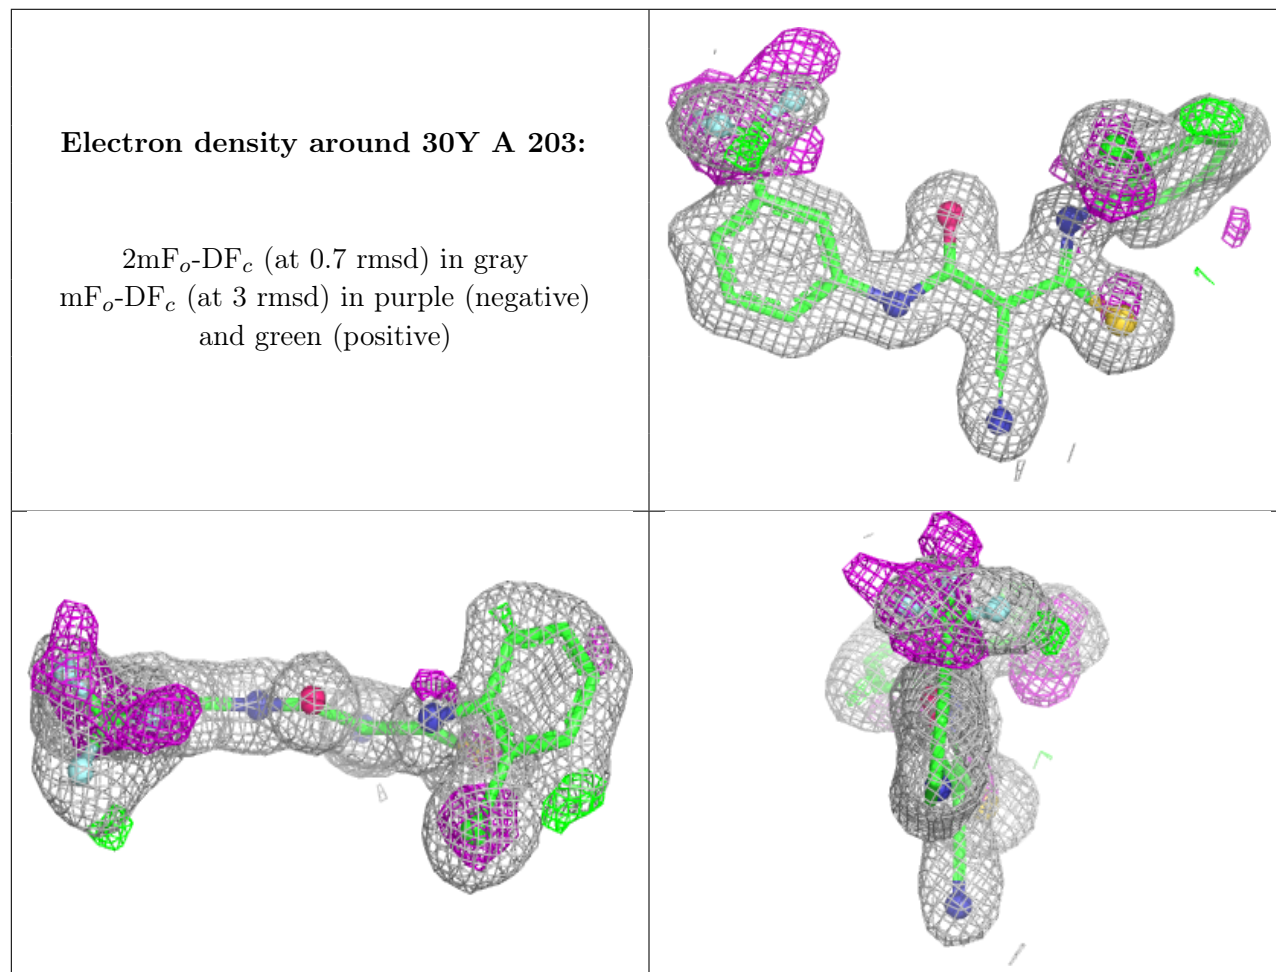 Electron density around 30Y A 203:
2mFo-DFc (at 0.7 rmsd) in gray
mFo-DFc (at 3 rmsd) in purple (negative)
and green (positive)